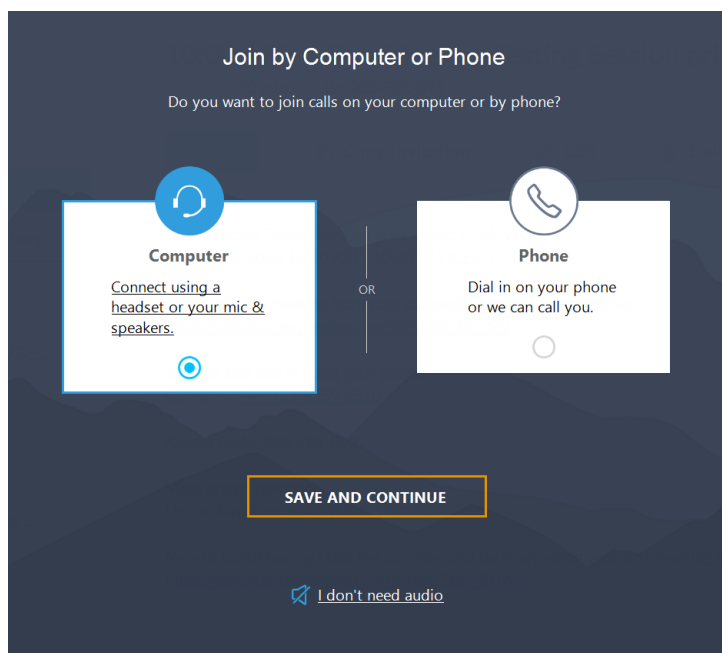 Join by Computer or Phone
Do you want to join calls on your computer or by phone?
Computer
Connect using a
headset or your mic &
speakers.
OR
Phone
Dial in on your phone
or we can call you.
SAVE AND CONTINUE
I don't need audio